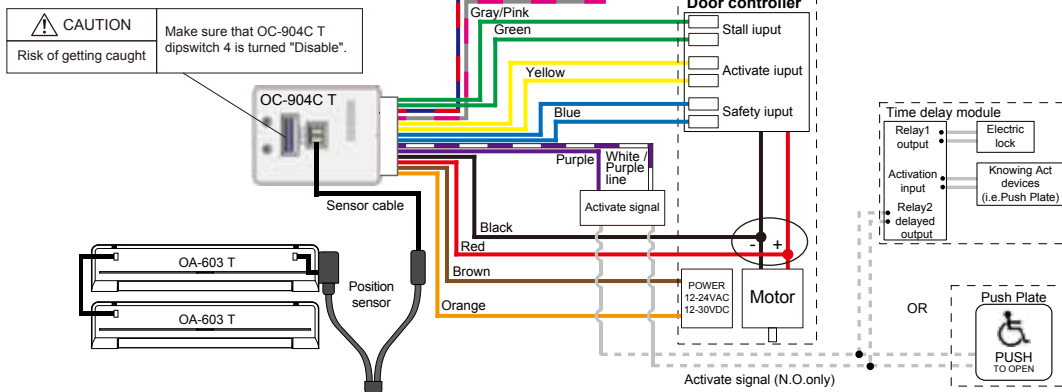 CAUTION
Risk of getting caught
Make sure that OC-904C T
dipswitch 4 is turned "Disable".
Gray/Pink
Green
Yellow
Blue
Purple
White /
Purple
line
Activate signal
Black
Red
Brown
Orange
OC-904C T
Sensor cable
OA-603 T
OA-603 T
Position
sensor
Door controller
Stall iuput
Activate iuput
Safety iuput
- +
POWER
12-24VAC
12-30VDC
Motor
Activate signal (N.O.only)
Time delay module
Relay1
output
Electric
lock
Activation
input
Knowing Act
devices
(i.e.Push Plate)
Relay2
delayed
output
OR
Push Plate
PUSH
TO OPEN